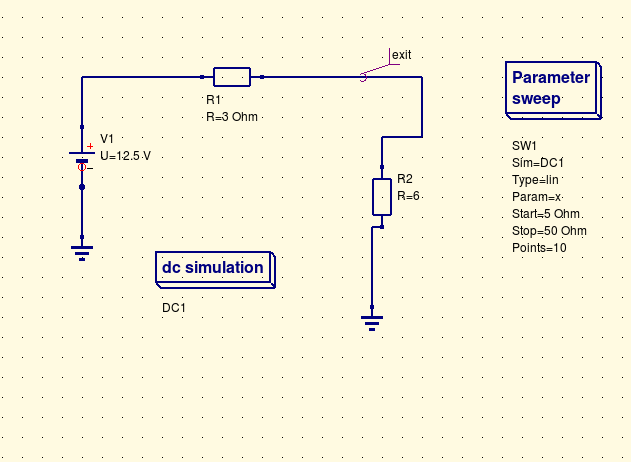 exit
R1
R=3 Ohm
V1
U=12.5 V
+
−
R2
R=6
dc simulation
DC1
Parameter
sweep
SW1
Sim=DC1
Type=lin
Param=x
Start=5 Ohm
Stop=50 Ohm
Points=10